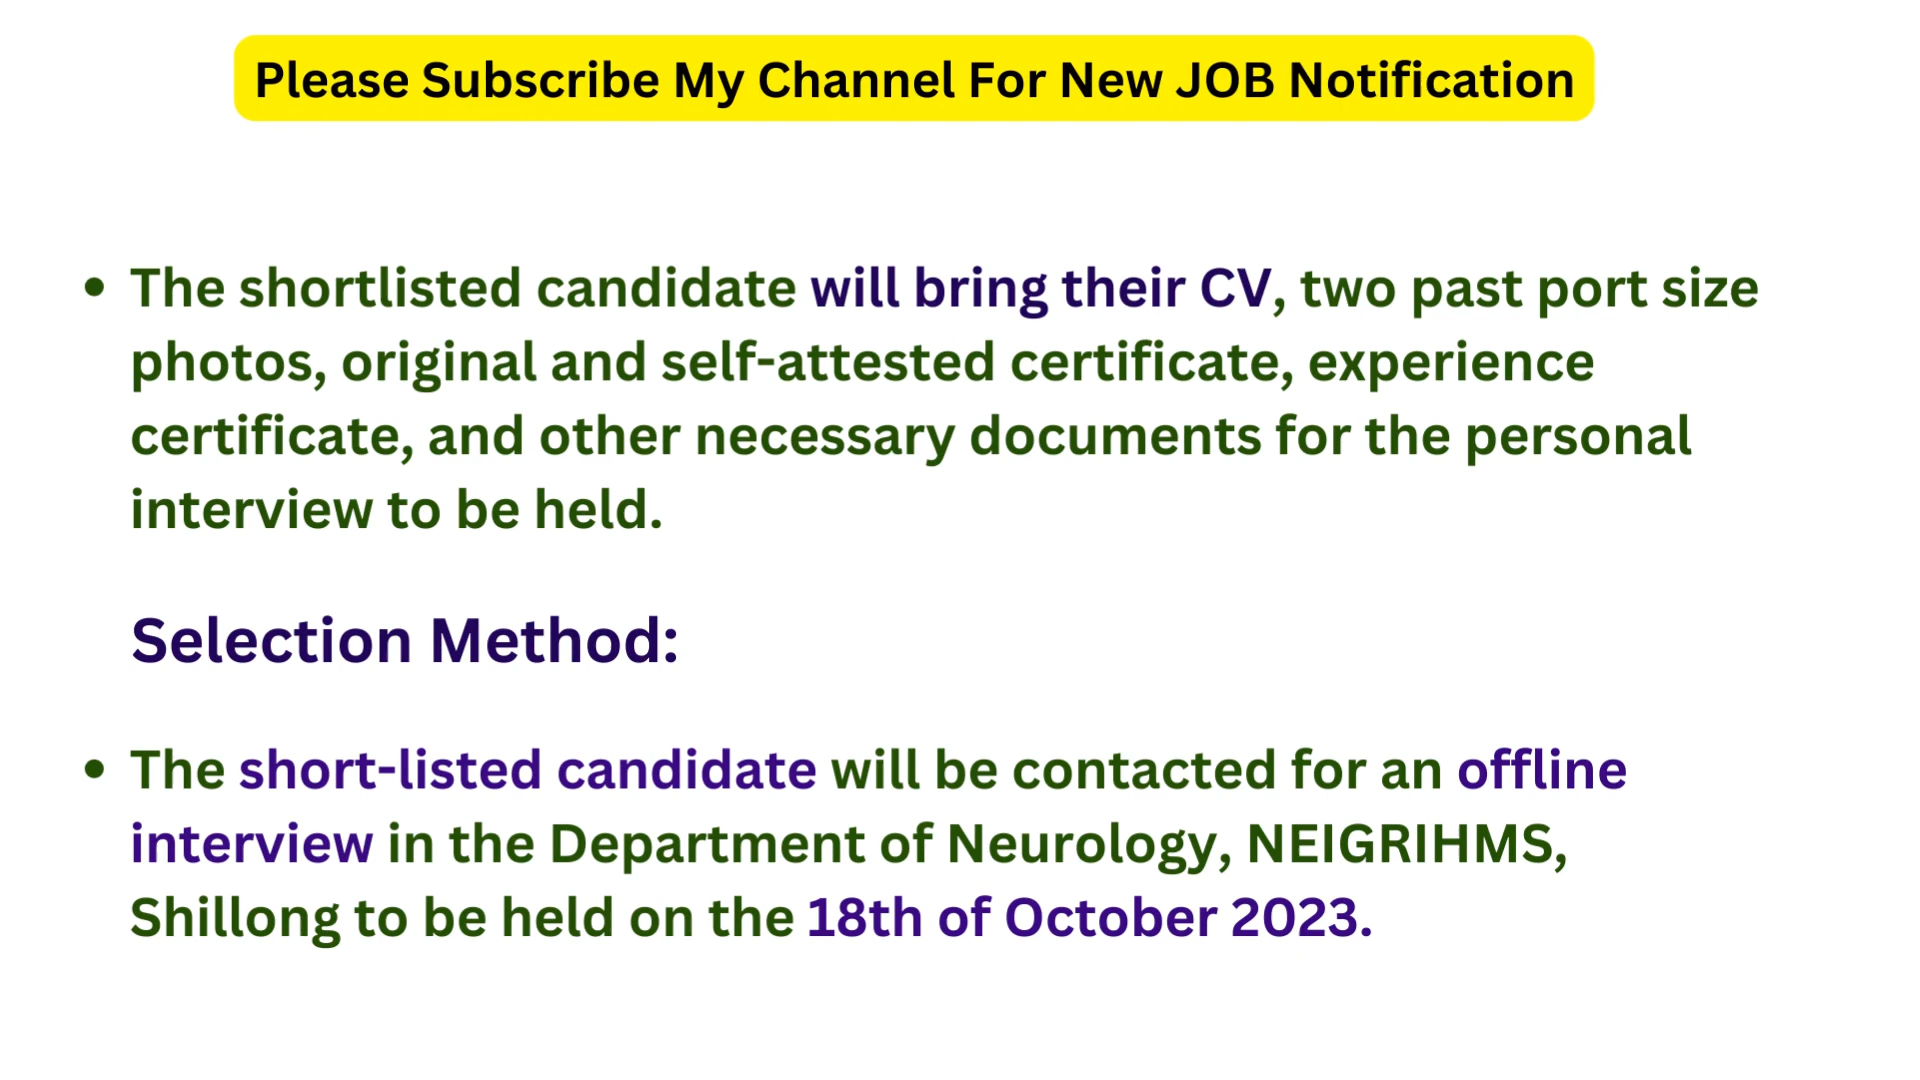 Please Subscribe My Channel For New JOB Notification
• The shortlisted candidate will bring their CV, two past port size
photos, original and self-attested certificate, experience
certificate, and other necessary documents for the personal
interview to be held.
Selection Method:
• The short-listed candidate will be contacted for an offline
interview in the Department of Neurology, NEIGRIHMS,
Shillong to be held on the 18th of October 2023.